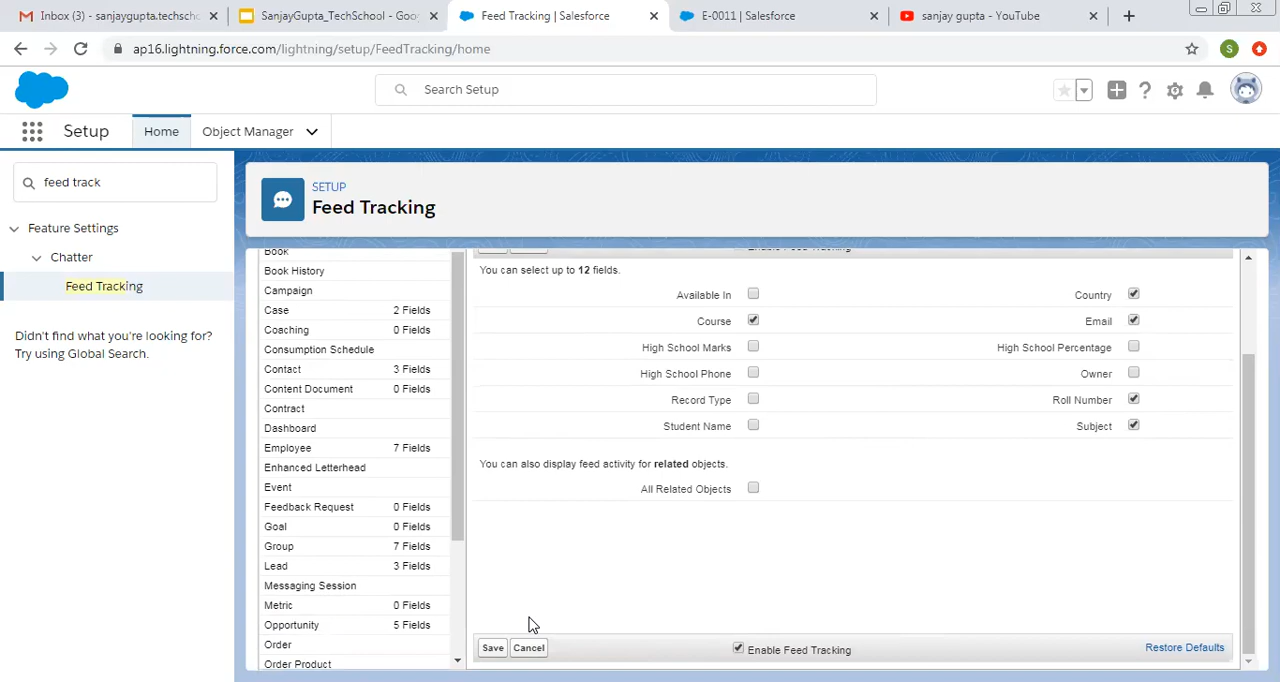 Inbox (3) - sanjaygupta.techscho
SanjayGupta_TechSchool - Goo
Feed Tracking | Salesforce
E-0011 | Salesforce
sanjay gupta - YouTube
ap16.lightning.force.com/lightning/setup/FeedTracking/home
S
Search Setup
Setup
Home
Object Manager
feed track
Feature Settings
Chatter
Feed Tracking
Didn't find what you're looking for?
Try using Global Search.
SETUP
Feed Tracking
Book
Book History
Campaign
Case 2 Fields
Coaching 0 Fields
Consumption Schedule
Contact 3 Fields
Content Document 0 Fields
Contract
Dashboard
Employee 7 Fields
Enhanced Letterhead
Event
Feedback Request 0 Fields
Goal 0 Fields
Group 7 Fields
Lead 3 Fields
Messaging Session
Metric 0 Fields
Opportunity 5 Fields
Order
Order Product
Enable Feed Tracking
You can select up to 12 fields.
Available In Country
Course Email
High School Marks High School Percentage
High School Phone Owner
Record Type Roll Number
Student Name Subject
You can also display feed activity for related objects.
All Related Objects
Save Cancel Enable Feed Tracking Restore Defaults